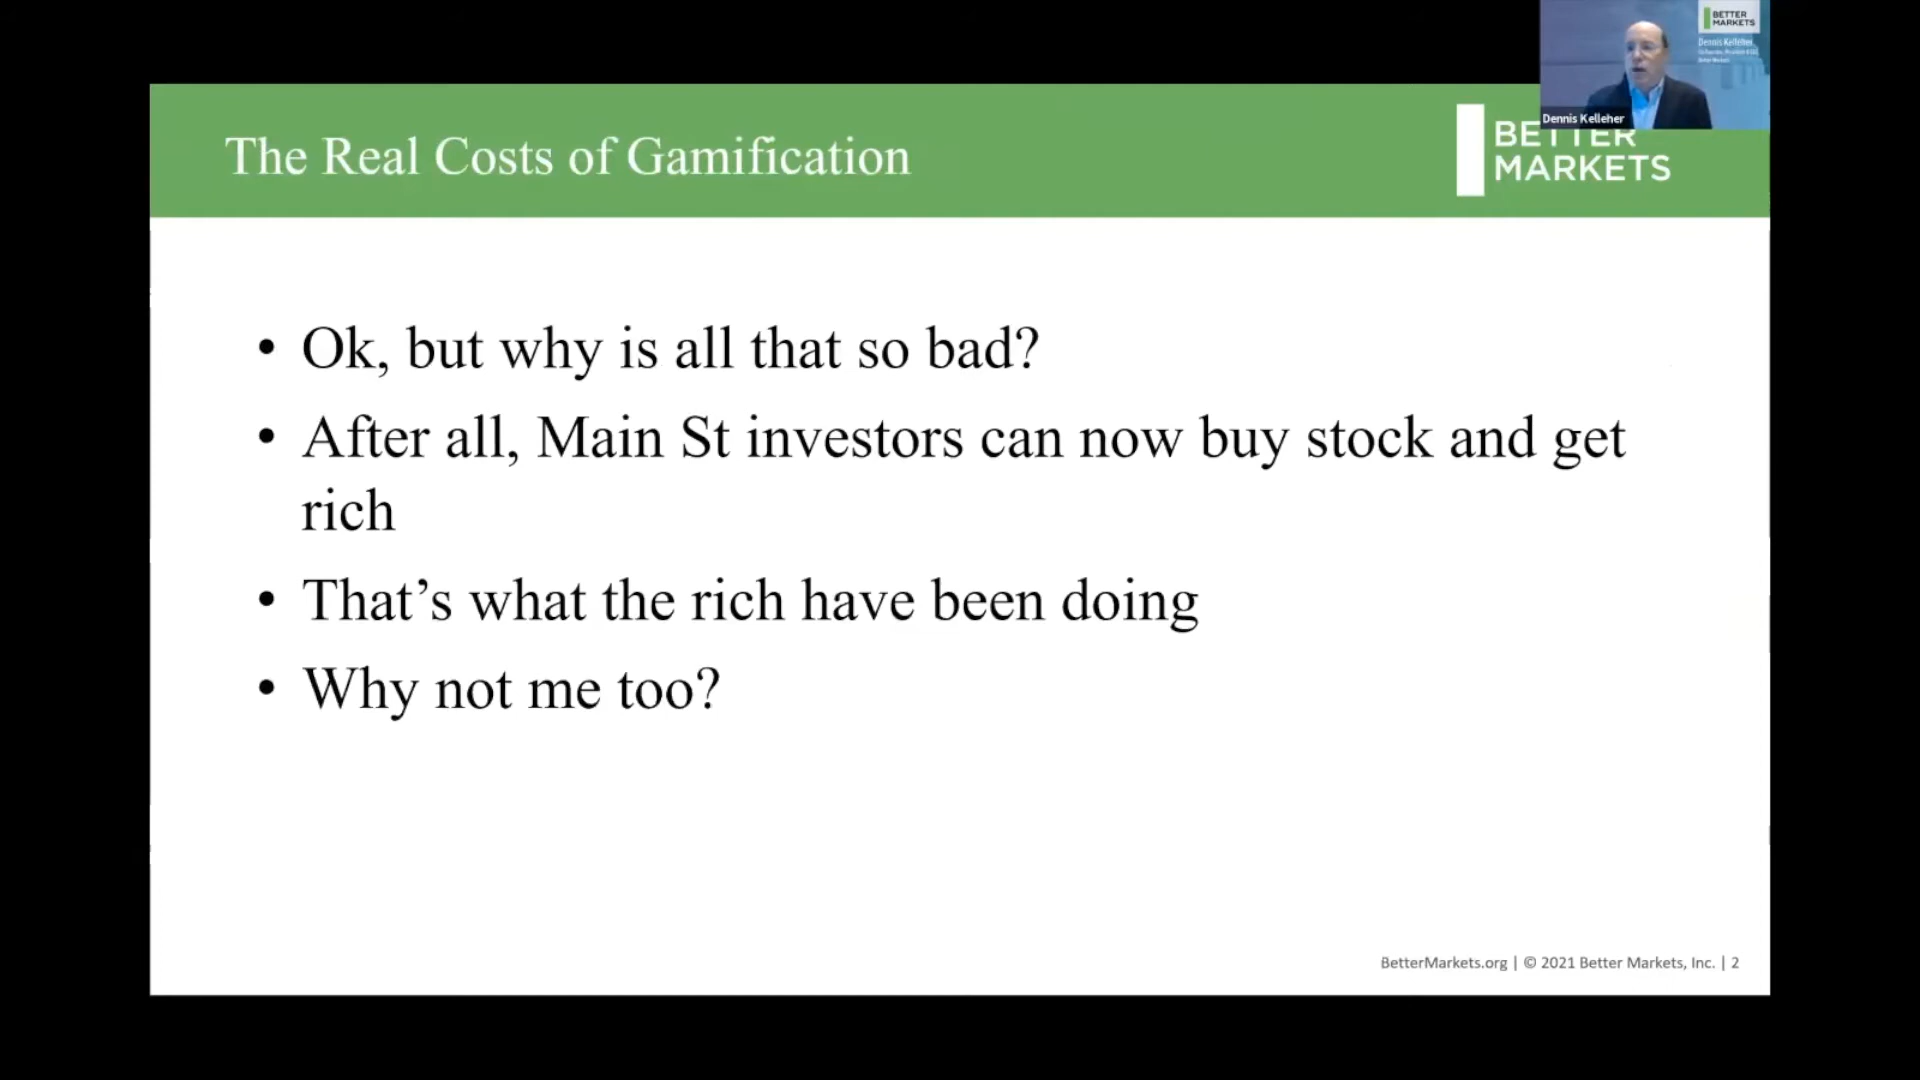 BETTER
MARKETS
Dennis Kelleher
Dennis Kelleher
The Real Costs of Gamification
BETTER
MARKETS
• Ok, but why is all that so bad?
• After all, Main St investors can now buy stock and get
rich
• That’s what the rich have been doing
• Why not me too?
BetterMarkets.org | © 2021 Better Markets, Inc. | 2